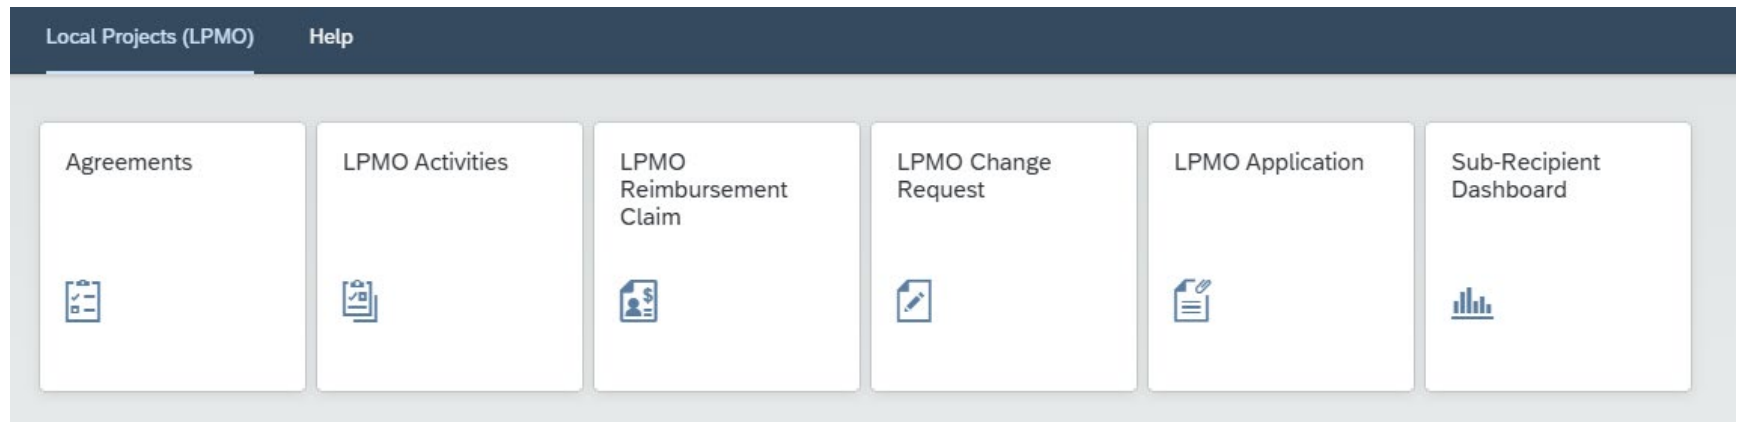 Local Projects (LPMO)
Help
Agreements
LPMO Activities
LPMO
Reimbursement
Claim
LPMO Change
Request
LPMO Application
Sub-Recipient
Dashboard